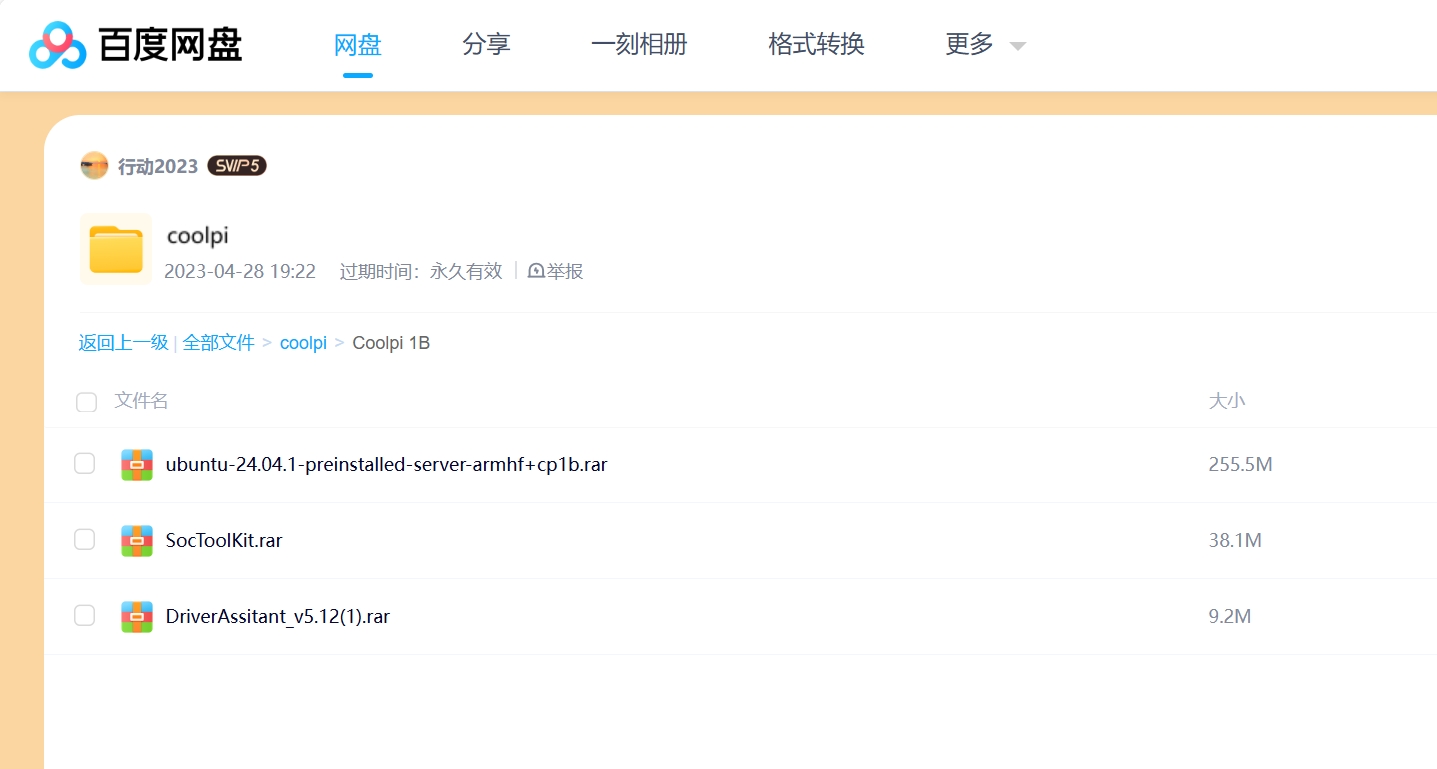 百度网盘 网盘 分享 一刻相册 格式转换 更多
行动2023 SVIP5
coolpi
2023-04-28 19:22 过期时间：永久有效 举报
返回上一级 | 全部文件 > coolpi > Coolpi 1B
文件名 大小
ubuntu-24.04.1-preinstalled-server-armhf+cp1b.rar 255.5M
SocToolKit.rar 38.1M
DriverAssitant_v5.12(1).rar 9.2M